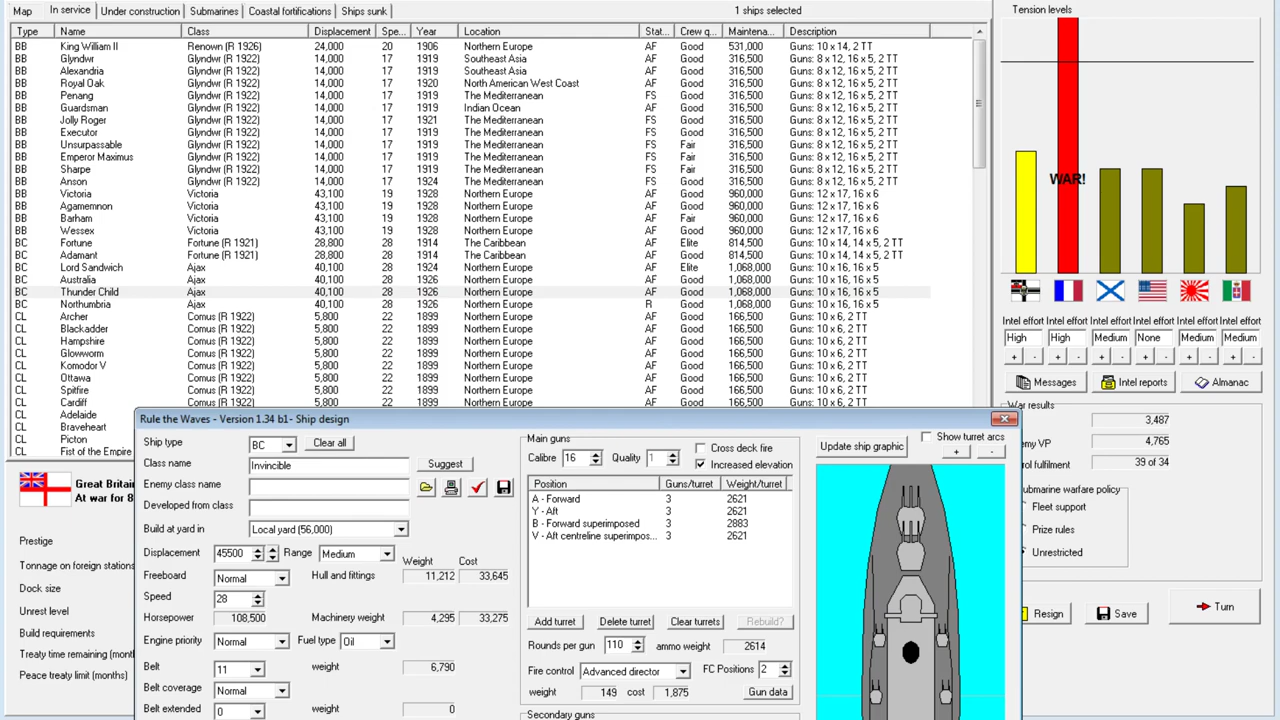 Map In service Under construction Submarines Coastal fortifications Ships sunk 1 ships selected Tension levels
Type Name Class Displacement Spe... Year Location Stat... Crew q... Maintena... Description
BB King William II Renown (R 1926) 24,000 20 1906 Northern Europe AF Good 531,000 Guns: 10 x 14, 2 TT
BB Glyndwr Glyndwr (R 1922) 14,000 17 1919 Southeast Asia AF Good 316,500 Guns: 8 x 12, 16 x 5, 2 TT
BB Alexandria Glyndwr (R 1922) 14,000 17 1919 Southeast Asia AF Good 316,500 Guns: 8 x 12, 16 x 5, 2 TT
BB Royal Oak Glyndwr (R 1922) 14,000 17 1920 North American West Coast AF Good 316,500 Guns: 8 x 12, 16 x 5, 2 TT
BB Penang Glyndwr (R 1922) 14,000 17 1919 The Mediterranean FS Good 316,500 Guns: 8 x 12, 16 x 5, 2 TT
BB Guardsman Glyndwr (R 1922) 14,000 17 1919 Indian Ocean AF Good 316,500 Guns: 8 x 12, 16 x 5, 2 TT
BB Jolly Roger Glyndwr (R 1922) 14,000 17 1921 The Mediterranean FS Good 316,500 Guns: 8 x 12, 16 x 5, 2 TT
BB Executor Glyndwr (R 1922) 14,000 17 1919 The Mediterranean FS Good 316,500 Guns: 8 x 12, 16 x 5, 2 TT
BB Unsurpassable Glyndwr (R 1922) 14,000 17 1919 The Mediterranean FS Fair 316,500 Guns: 8 x 12, 16 x 5, 2 TT
BB Emperor Maximus Glyndwr (R 1922) 14,000 17 1919 The Mediterranean FS Fair 316,500 Guns: 8 x 12, 16 x 5, 2 TT
BB Sharpe Glyndwr (R 1922) 14,000 17 1919 The Mediterranean FS Fair 316,500 Guns: 8 x 12, 16 x 5, 2 TT
BB Anson Glyndwr (R 1922) 14,000 17 1924 The Mediterranean FS Good 316,500 Guns: 8 x 12, 16 x 5, 2 TT
BB Victoria Victoria 43,100 19 1928 Northern Europe AF Good 960,000 Guns: 12 x 17, 16 x 6
BB Agamemnon Victoria 43,100 19 1928 Northern Europe AF Good 960,000 Guns: 12 x 17, 16 x 6
BB Barham Victoria 43,100 19 1928 Northern Europe AF Fair 960,000 Guns: 12 x 17, 16 x 6
BB Wessex Victoria 43,100 19 1928 Northern Europe AF Good 960,000 Guns: 12 x 17, 16 x 6
BC Fortune Fortune (R 1921) 28,800 28 1914 The Caribbean AF Elite 814,500 Guns: 10 x 14, 14 x 5, 2 TT
BC Adamant Fortune (R 1921) 28,800 28 1914 The Caribbean AF Good 814,500 Guns: 10 x 14, 14 x 5, 2 TT
BC Lord Sandwich Ajax 40,100 28 1924 Northern Europe AF Elite 1,068,000 Guns: 10 x 16, 16 x 5
BC Australia Ajax 40,100 28 1926 Northern Europe AF Good 1,068,000 Guns: 10 x 16, 16 x 5
BC Thunder Child Ajax 40,100 28 1926 Northern Europe AF Good 1,068,000 Guns: 10 x 16, 16 x 5
BC Northumbria Ajax 40,100 28 1926 Northern Europe R Good 1,068,000 Guns: 10 x 16, 16 x 5
CL Archer Comus (R 1922) 5,800 22 1899 Northern Europe AF Good 166,500 Guns: 10 x 6, 2 TT
CL Blackadder Comus (R 1922) 5,800 22 1899 Northern Europe AF Good 166,500 Guns: 10 x 6, 2 TT
CL Hampshire Comus (R 1922) 5,800 22 1899 Northern Europe AF Good 166,500 Guns: 10 x 6, 2 TT
CL Glowworm Comus (R 1922) 5,800 22 1899 Northern Europe AF Good 166,500 Guns: 10 x 6, 2 TT
CL Komodor V Comus (R 1922) 5,800 22 1899 Northern Europe AF Good 166,500 Guns: 10 x 6, 2 TT
CL Ottawa Comus (R 1922) 5,800 22 1899 Northern Europe AF Good 166,500 Guns: 10 x 6, 2 TT
CL Spitfire Comus (R 1922) 5,800 22 1899 Northern Europe AF Good 166,500 Guns: 10 x 6, 2 TT
CL Cardiff Comus (R 1922) 5,800 22 1899 Northern Europe AF Good 166,500 Guns: 10 x 6, 2 TT
CL Adelaide
CL Braveheart
CL Picton
CL Fist of the Empire
WAR!
Intel effort Intel effort Intel effort Intel effort Intel effort Intel effort
High High Medium None Medium Medium
+ - + - + - + - + - + -
Messages Intel reports Almanac
War results
3,487
emy VP 4,765
rol fulfilment 39 of 34
ubmarine warfare policy
Fleet support
Prize rules
Unrestricted
Resign Save Turn
Great Britai
At war for 8
Prestige
Tonnage on foreign stations
Dock size
Unrest level
Build requirements
Treaty time remaining (mont
Peace treaty limit (months)
Rule the Waves - Version 1.34 b1- Ship design
Ship type BC Clear all
Class name Invincible Suggest
Enemy class name
Developed from class
Build at yard in Local yard (56,000)
Displacement 45500 Range Medium Weight Cost
Freeboard Normal Hull and fittings 11,212 33,645
Speed 28
Horsepower 108,500 Machinery weight 4,295 33,275
Engine priority Normal Fuel type Oil
Belt 11 weight 6,790
Belt coverage Normal
Belt extended 0 weight 0
Main guns
Calibre 16 Quality 1 Cross deck fire
Increased elevation
Position Guns/turret Weight/turret
A - Forward 3 2621
Y - Aft 3 2621
B - Forward superimposed 3 2883
V - Aft centreline superimpos... 3 2621
Add turret Delete turret Clear turrets Rebuild?
Rounds per gun 110 ammo weight 2614
Fire control Advanced director FC Positions 2
weight 149 cost 1,875 Gun data
Secondary guns
Update ship graphic Show turret arcs
+ -